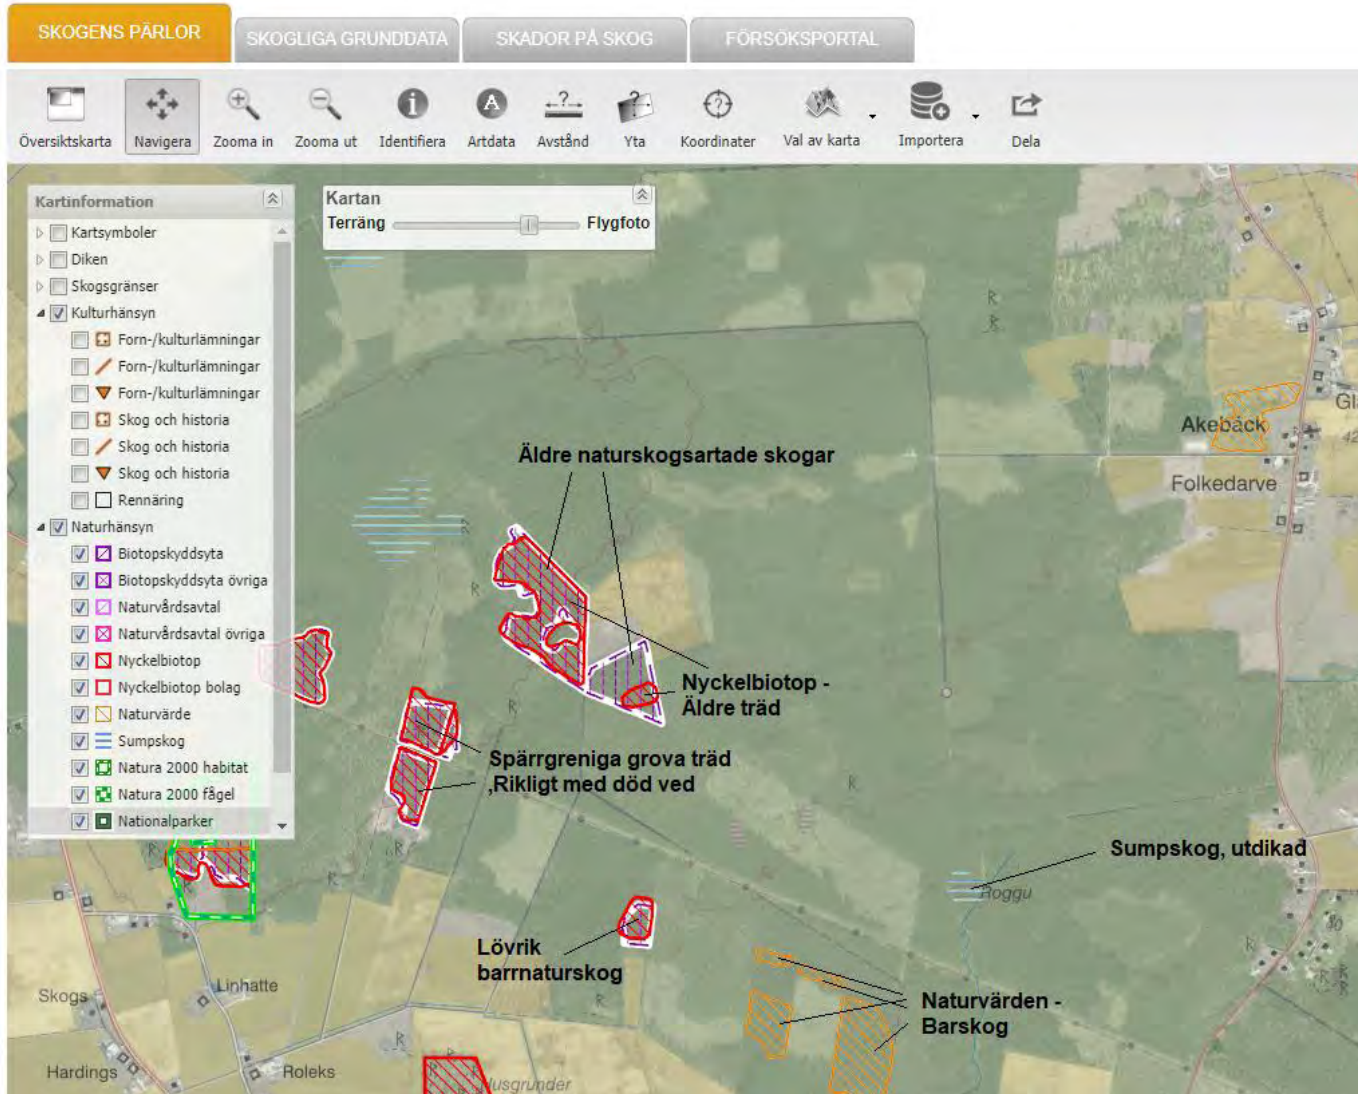 SKOGENS PÄRLOR
SKOGLIGA GRUNDDATA
SKADOR PÅ SKOG
FÖRSÖKSPORTAL
Översiktskarta
Navigera
Zooma in
Zooma ut
Identifiera
Artdata
Avstånd
Yta
Koordinater
Val av karta
Importera
Dela
Kartinformation
Kartsymboler
Diken
Skogsgränser
Kulturhänsyn
Forn-/kulturlämningar
Forn-/kulturlämningar
Forn-/kulturlämningar
Skog och historia
Skog och historia
Skog och historia
Rennäring
Naturhänsyn
Biotopskyddsyta
Biotopskyddsyta övriga
Naturvårdsavtal
Naturvårdsavtal övriga
Nyckelbiotop
Nyckelbiotop bolag
Naturvärde
Sumpskog
Natura 2000 habitat
Natura 2000 fågel
Nationalparker
Kartan
Terräng
Flygfoto
Akebäck
Folkedarve
Äldre naturskogsartade skogar
Nyckelbiotop -
Äldre träd
Spärrgreniga grova träd
,Rikligt med död ved
Sumpskog, utdikad
Roggu
Lövrik
barrnaturskog
Naturvärden -
Barskog
Skogs
Linhatte
Hardings
Roleks
Husgrunder